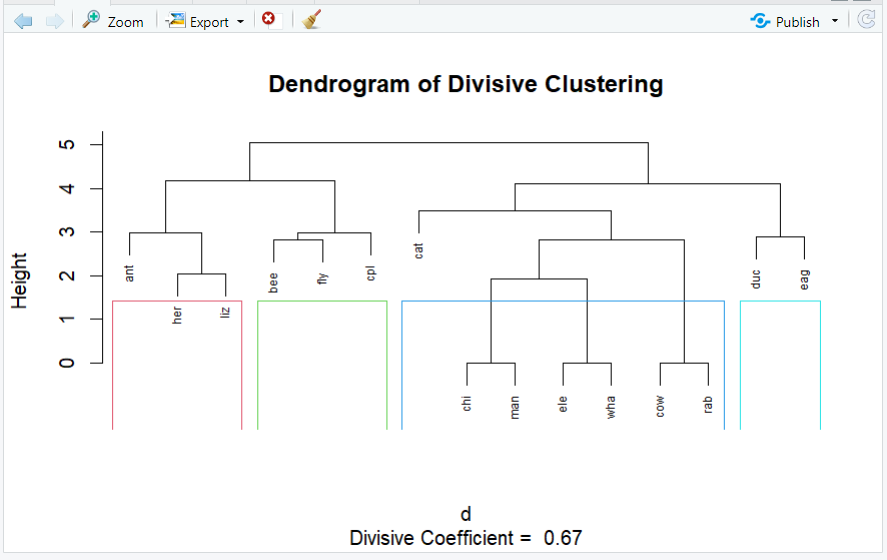 Zoom Export Publish
Dendrogram of Divisive Clustering
Height
5
4
3
2
1
0
ant
her
liz
bee
fly
cpl
cat
chi
man
ele
wha
cow
rab
duc
eag
d
Divisive Coefficient = 0.67